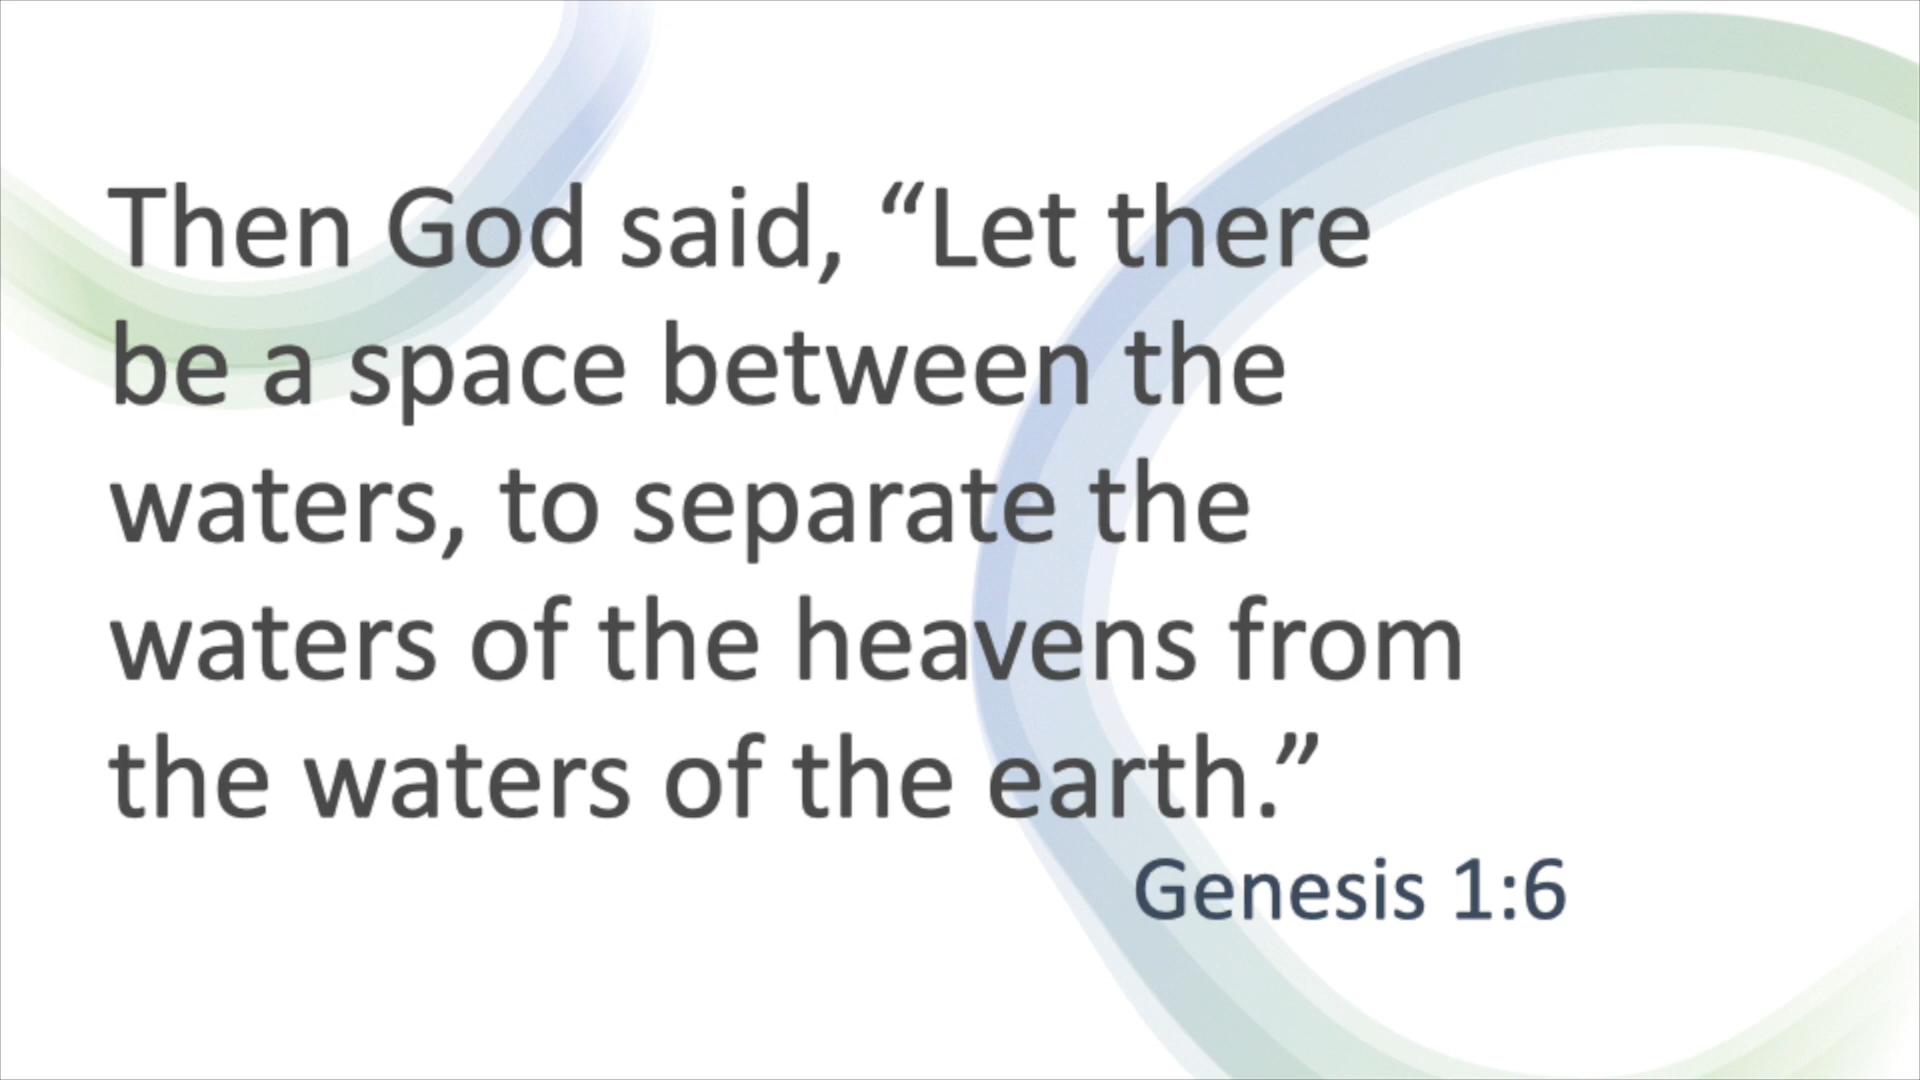 Then God said, “Let there
be a space between the
waters, to separate the
waters of the heavens from
the waters of the earth.”
Genesis 1:6